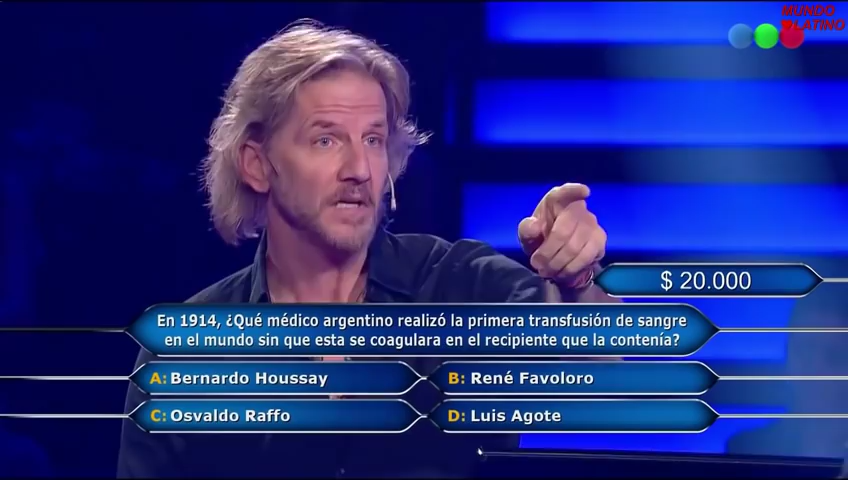 MUNDO
LATINO
$ 20.000
En 1914, ¿Qué médico argentino realizó la primera transfusión de sangre
en el mundo sin que esta se coagulara en el recipiente que la contenía?
A: Bernardo Houssay
B: René Favoloro
C: Osvaldo Raffo
D: Luis Agote